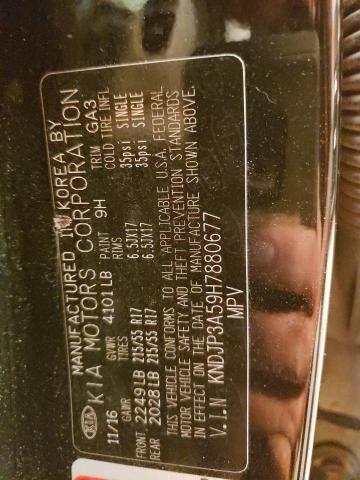 MANUFACTURED IN KOREA BY
KIA KIA MOTORS CORPORATION
11/16 GVWR 4101LB PAINT 9H TRIM GA3
GAWR TIRES RIMS COLD TIRE INFL
FRONT 2249LB 215/55 R17 6.5JX17 35psi SINGLE
REAR 2028LB 215/55 R17 6.5JX17 35psi SINGLE
THIS VEHICLE CONFORMS TO ALL APPLICABLE U.S.A. FEDERAL
MOTOR VEHICLE SAFETY AND THEFT PREVENTION STANDARDS
IN EFFECT ON THE DATE OF MANUFACTURE SHOWN ABOVE.
V.I.N KNDJP3A59H7880677
MPV